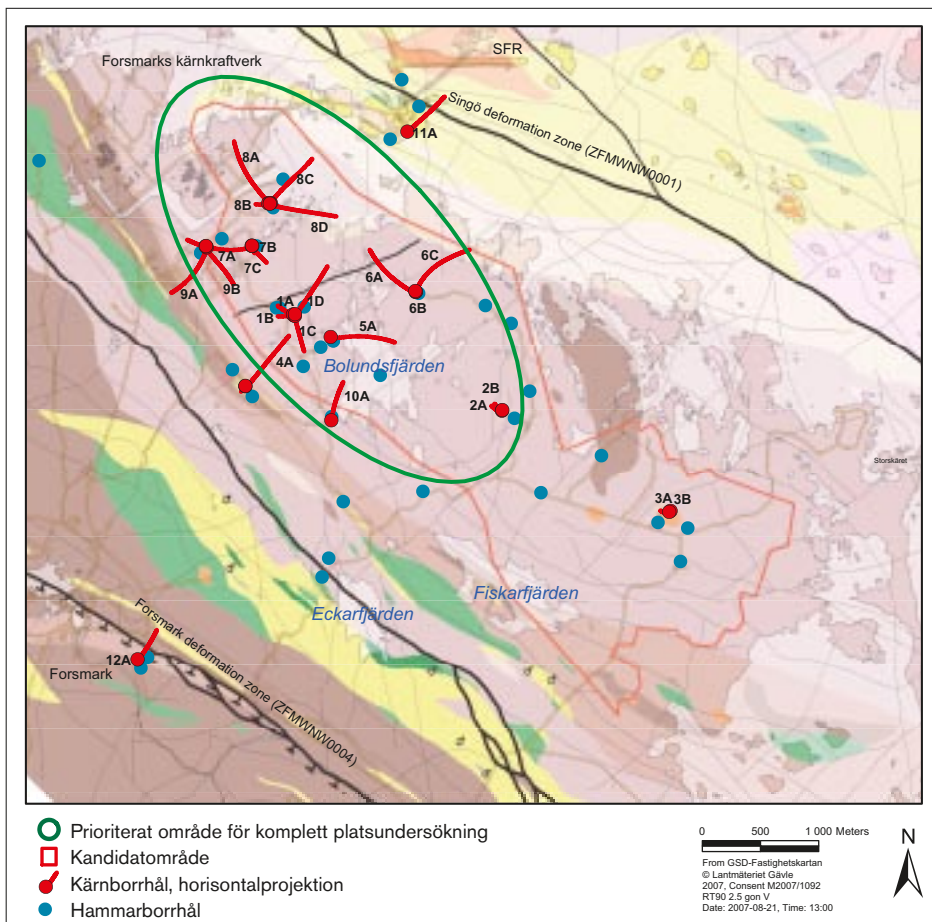 SFR
Forsmarks kärnkraftverk
Singö deformation zone (ZFMWNW0001)
11A
8A
8C
8B
8D
7A
7B
7C
9A
9B
6A
6C
6B
1A
1D
1B
1C
5A
4A
Bolundsfjärden
10A
2B
2A
Storskäret
3A
3B
Eckarfjärden
Fiskarfjärden
Forsmark deformation zone (ZFMWNW0004)
12A
Forsmark
Prioriterat område för komplett platsundersökning
Kandidatområde
Kärnborrhål, horisontalprojektion
Hammarborrhål
0 500 1 000 Meters
From GSD-Fastighetskartan
© Lantmäteriet Gävle
2007, Consent M2007/1092
RT90 2.5 gon V
Date: 2007-08-21, Time: 13:00
N